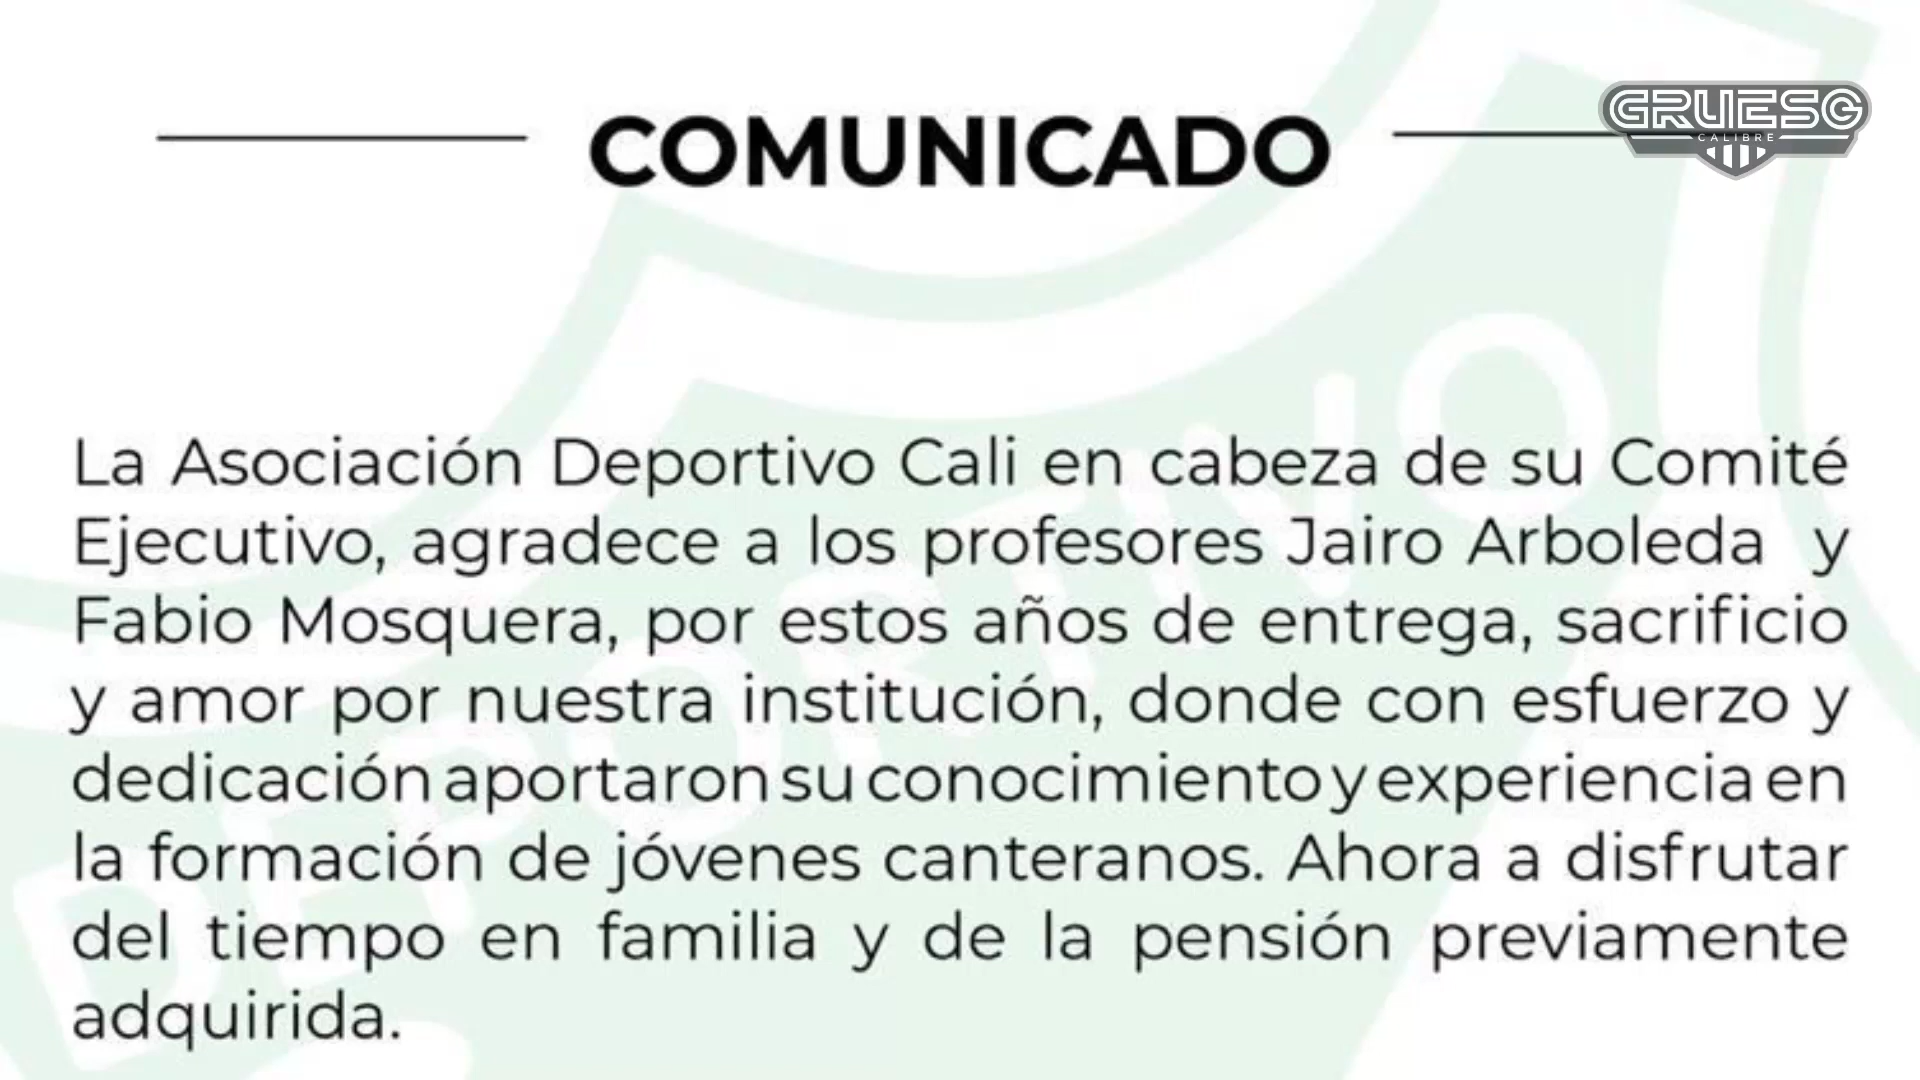 COMUNICADO
GRUESO
CALIBRE
La Asociación Deportivo Cali en cabeza de su Comité
Ejecutivo, agradece a los profesores Jairo Arboleda y
Fabio Mosquera, por estos años de entrega, sacrificio
y amor por nuestra institución, donde con esfuerzo y
dedicación aportaron su conocimiento y experiencia en
la formación de jóvenes canteranos. Ahora a disfrutar
del tiempo en familia y de la pensión previamente
adquirida.
DEPORTIVO